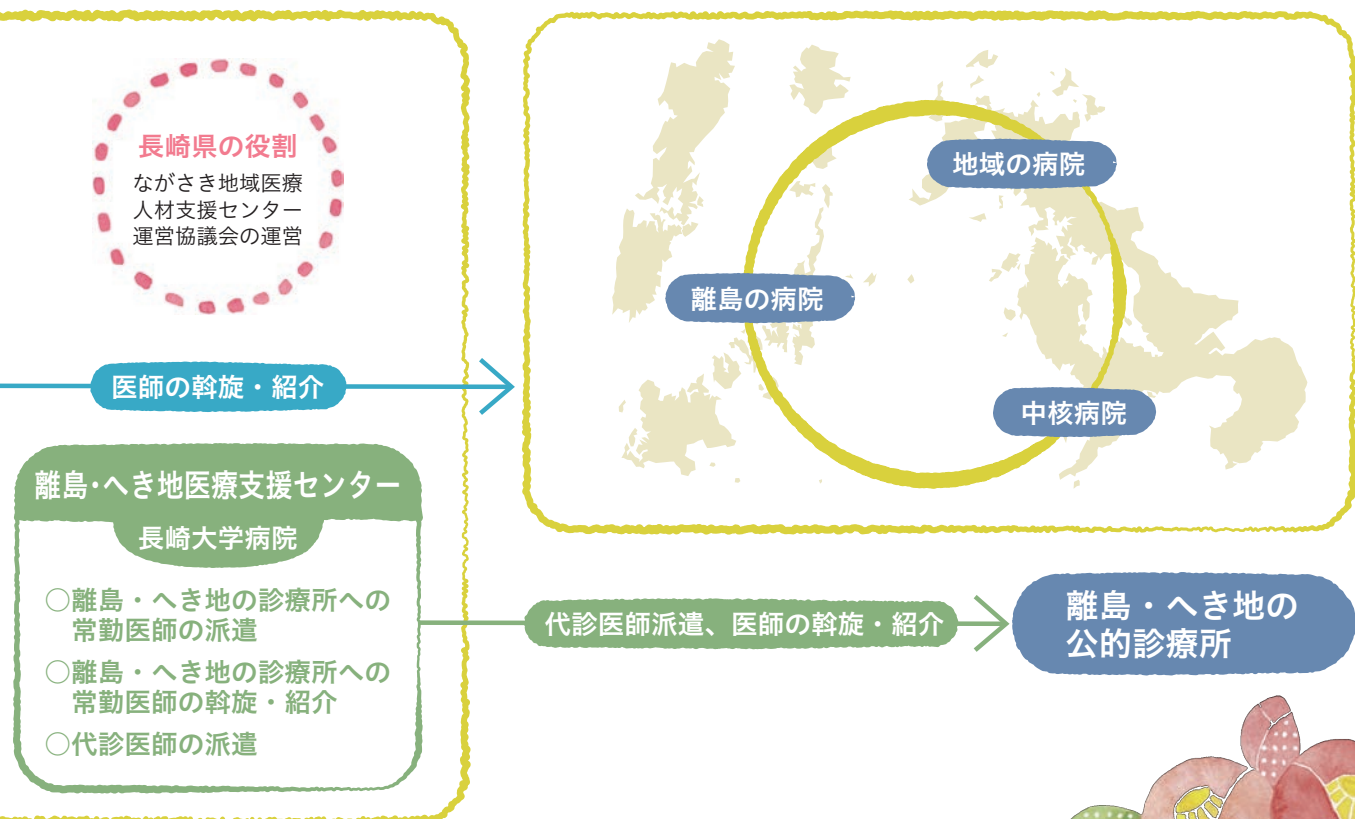 長崎県の役割
ながさき地域医療
人材支援センター
運営協議会の運営
医師の斡旋・紹介
離島・へき地医療支援センター
長崎大学病院
○離島・へき地の診療所への
常勤医師の派遣
○離島・へき地の診療所への
常勤医師の斡旋・紹介
○代診医師の派遣
地域の病院
離島の病院
中核病院
代診医師派遣、医師の斡旋・紹介
離島・へき地の
公的診療所